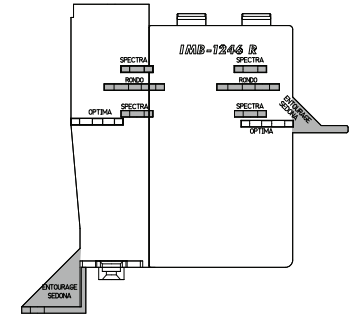 IMB-1246 R
SPECTRA
SPECTRA
RONDO
RONDO
SPECTRA
SPECTRA
OPTIMA
ENTOURAGE
SEDONA
OPTIMA
ENTOURAGE
SEDONA